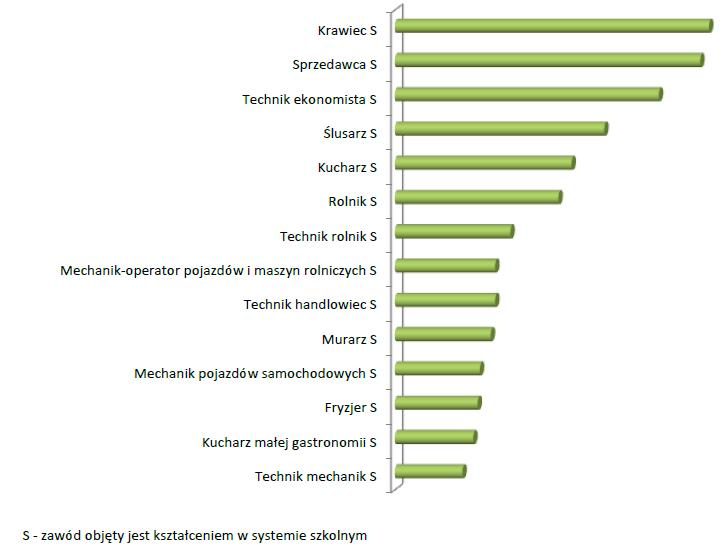 Krawiec S
Sprzedawca S
Technik ekonomista S
Ślusarz S
Kucharz S
Rolnik S
Technik rolnik S
Mechanik-operator pojazdów i maszyn rolniczych S
Technik handlowiec S
Murarz S
Mechanik pojazdów samochodowych S
Fryzjer S
Kucharz małej gastronomii S
Technik mechanik S
S - zawód objęty jest kształceniem w systemie szkolnym